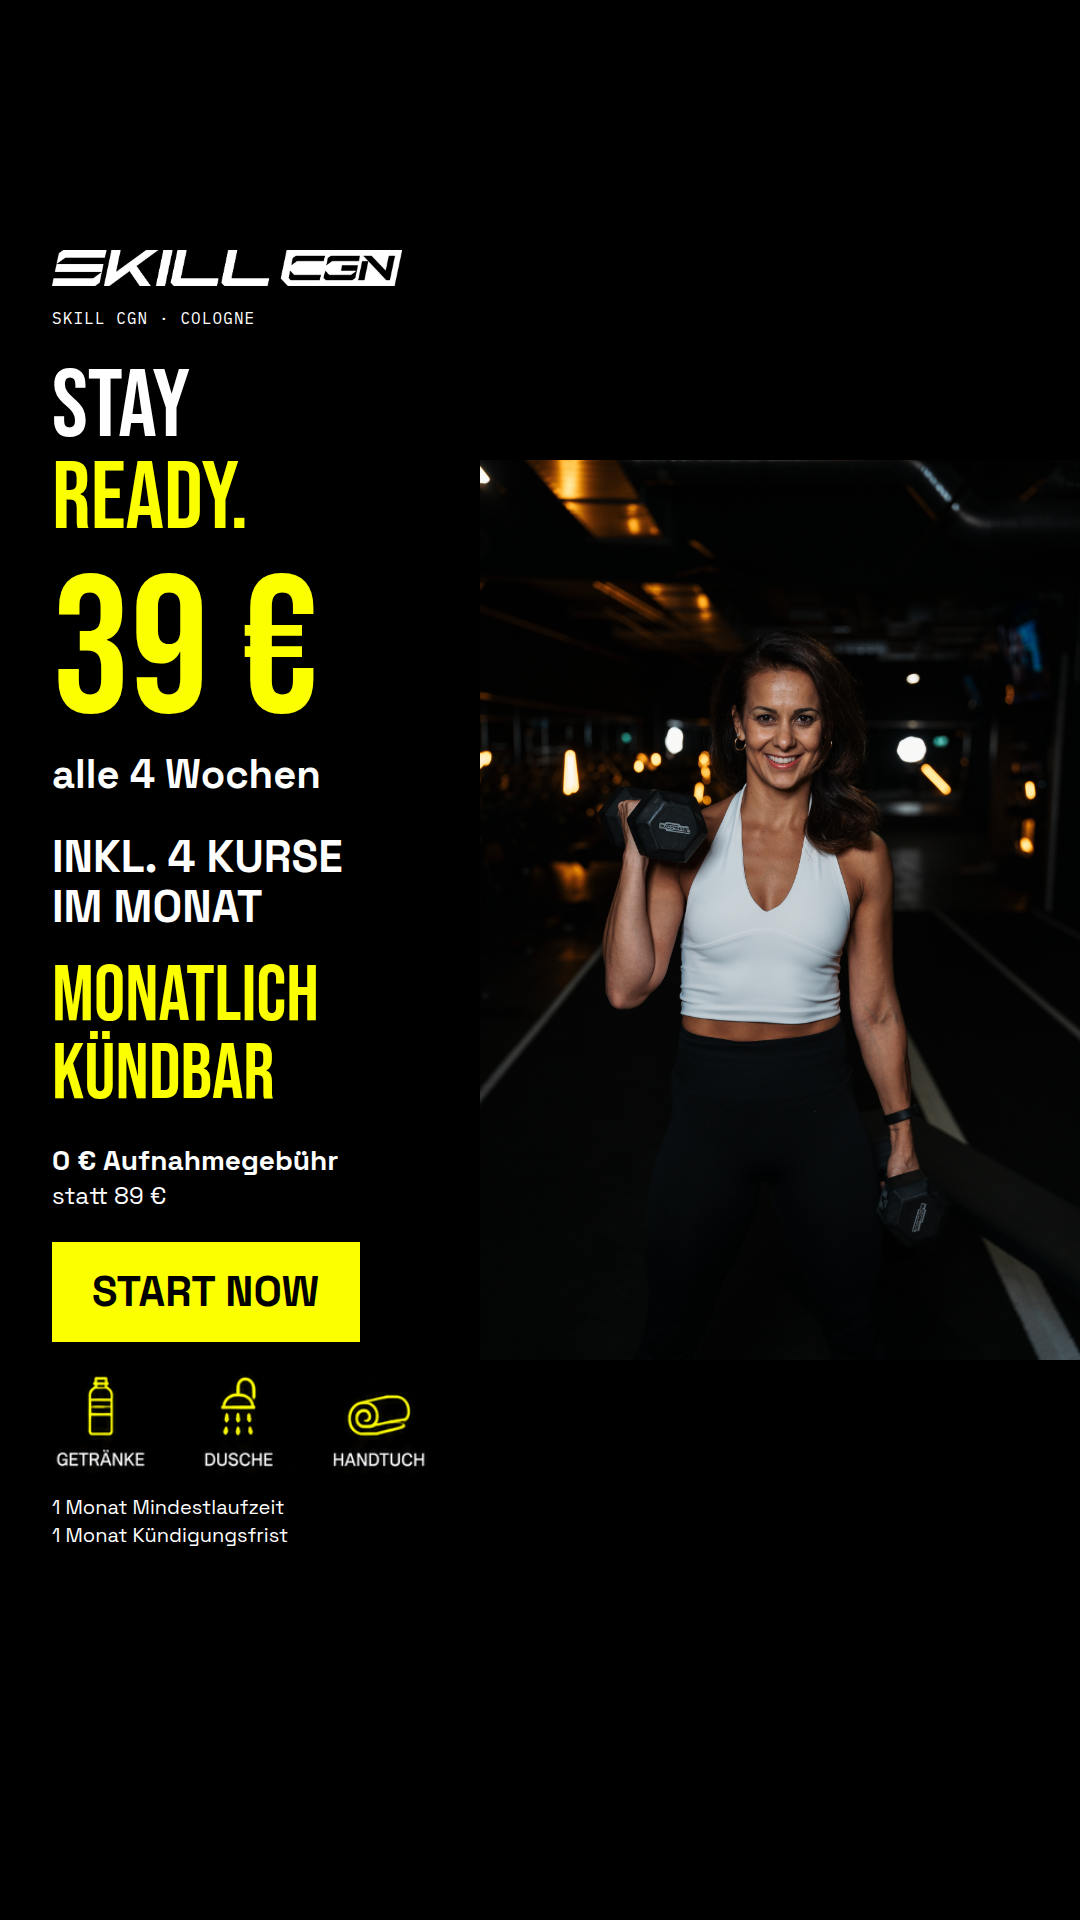 SKILL CGN
SKILL CGN · COLOGNE
STAY
READY.
39 €
alle 4 Wochen
INKL. 4 KURSE
IM MONAT
MONATLICH
KÜNDBAR
0 € Aufnahmegebühr
statt 89 €
START NOW
GETRÄNKE DUSCHE HANDTUCH
1 Monat Mindestlaufzeit
1 Monat Kündigungsfrist